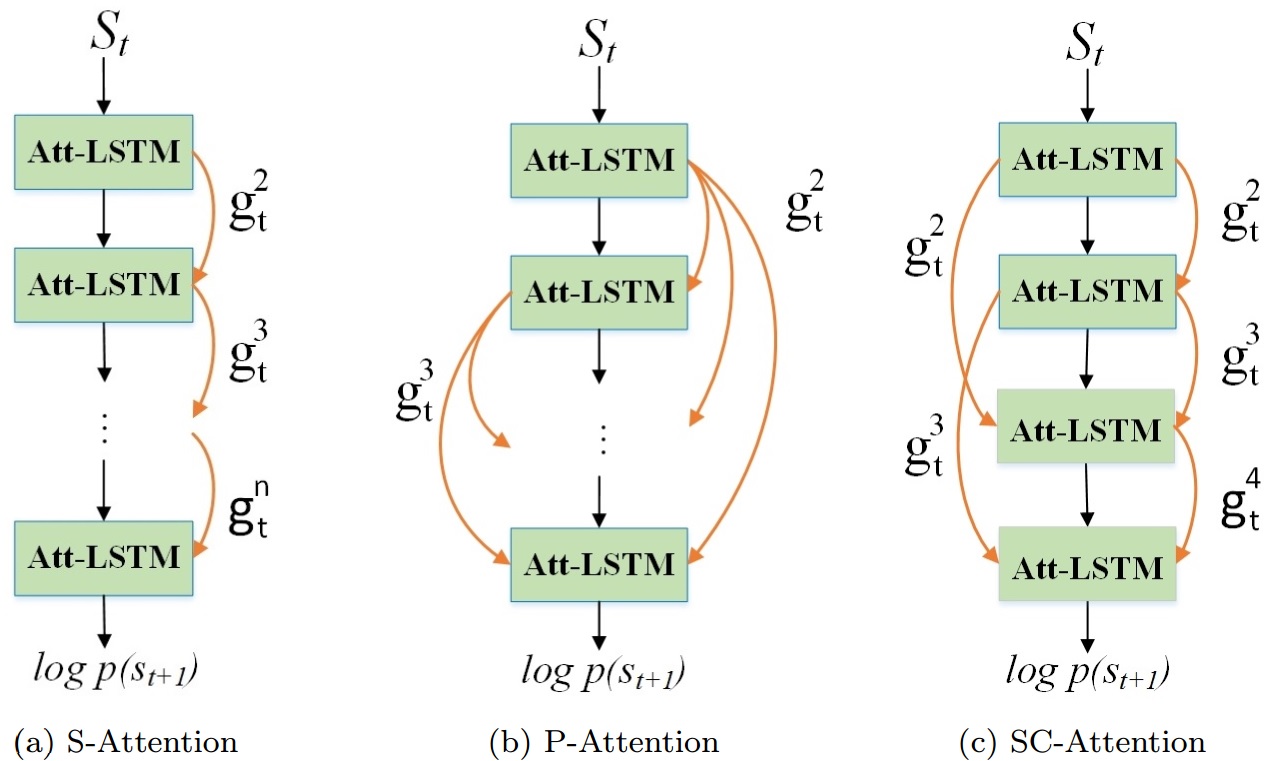 S_t
Att-LSTM
g_t^2
Att-LSTM
g_t^3
⋮
g_t^n
Att-LSTM
log p(s_{t+1})
(a) S-Attention
S_t
Att-LSTM
g_t^2
Att-LSTM
g_t^3
⋮
Att-LSTM
log p(s_{t+1})
(b) P-Attention
S_t
Att-LSTM
g_t^2
g_t^2
Att-LSTM
g_t^3
Att-LSTM
g_t^3
g_t^4
Att-LSTM
log p(s_{t+1})
(c) SC-Attention